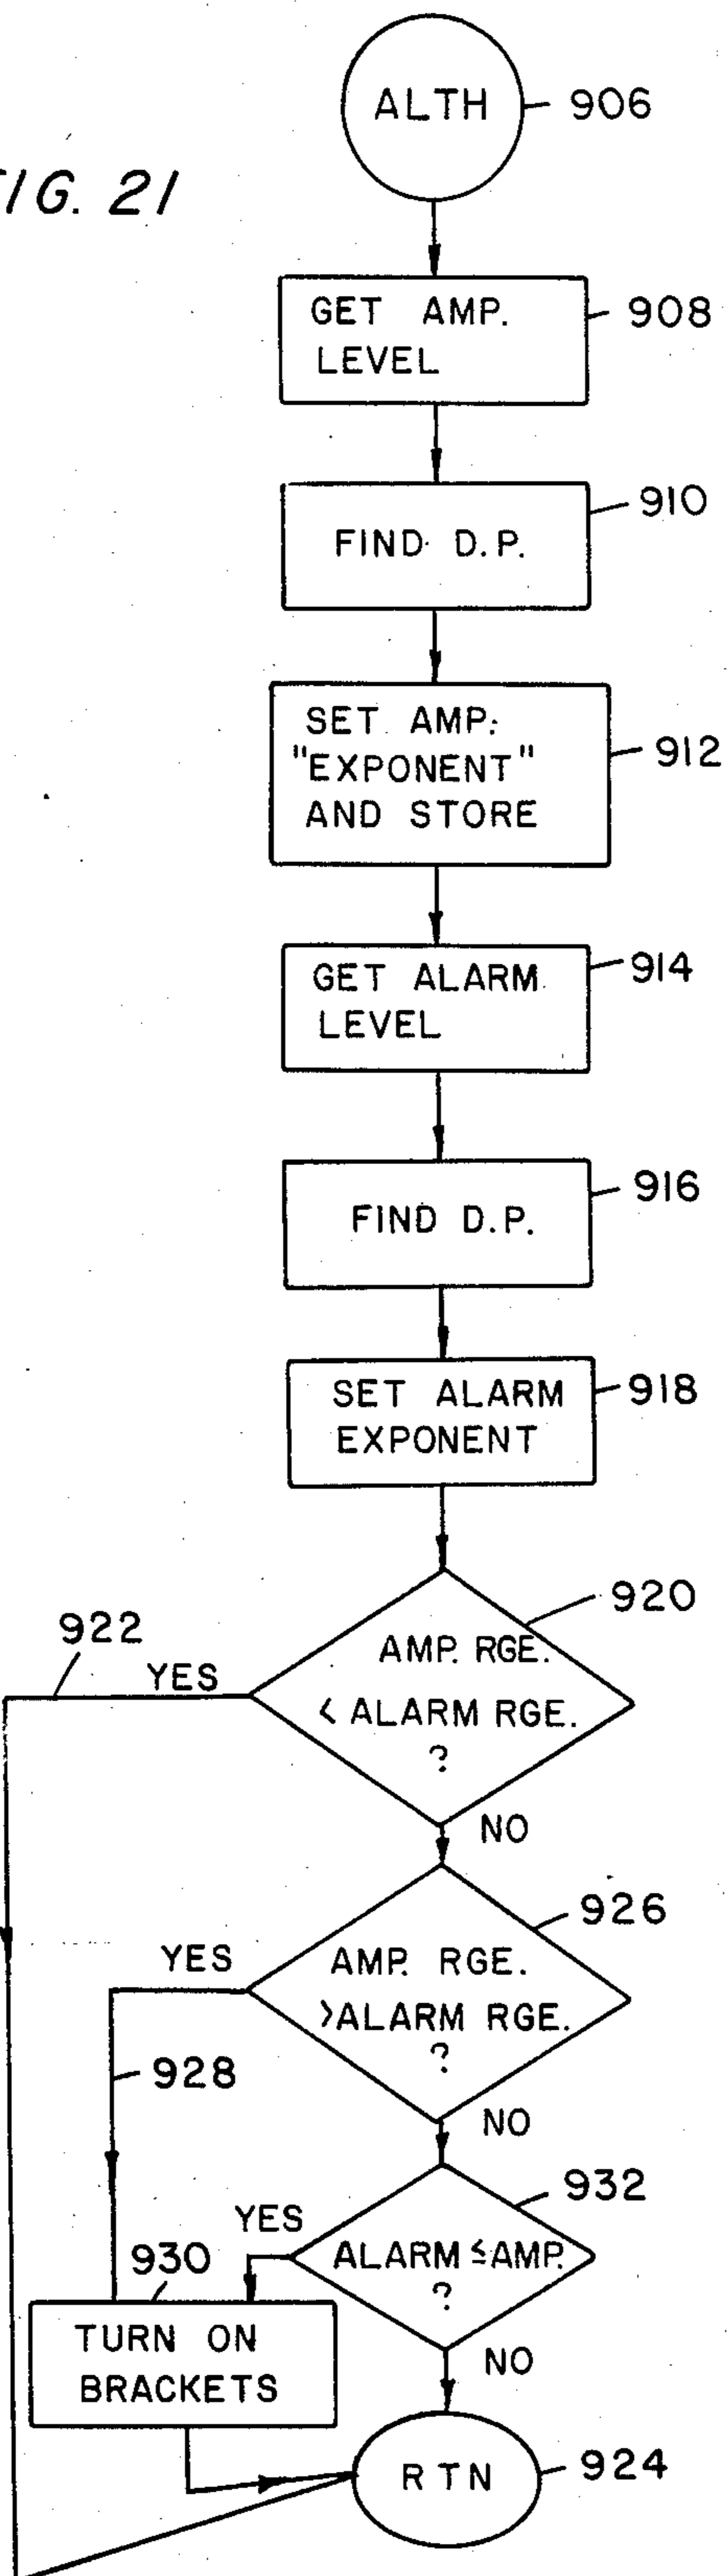 ALTH
906
FIG. 21
GET AMP.
LEVEL
908
FIND D.P.
910
SET AMP.
"EXPONENT"
AND STORE
912
GET ALARM
LEVEL
914
FIND D.P.
916
SET ALARM
EXPONENT
918
920
922
YES
AMP. RGE.
< ALARM RGE.
?
NO
926
YES
AMP. RGE.
>ALARM RGE.
?
928
NO
932
YES
ALARM ≤ AMP.
?
930
TURN ON
BRACKETS
NO
RTN
924